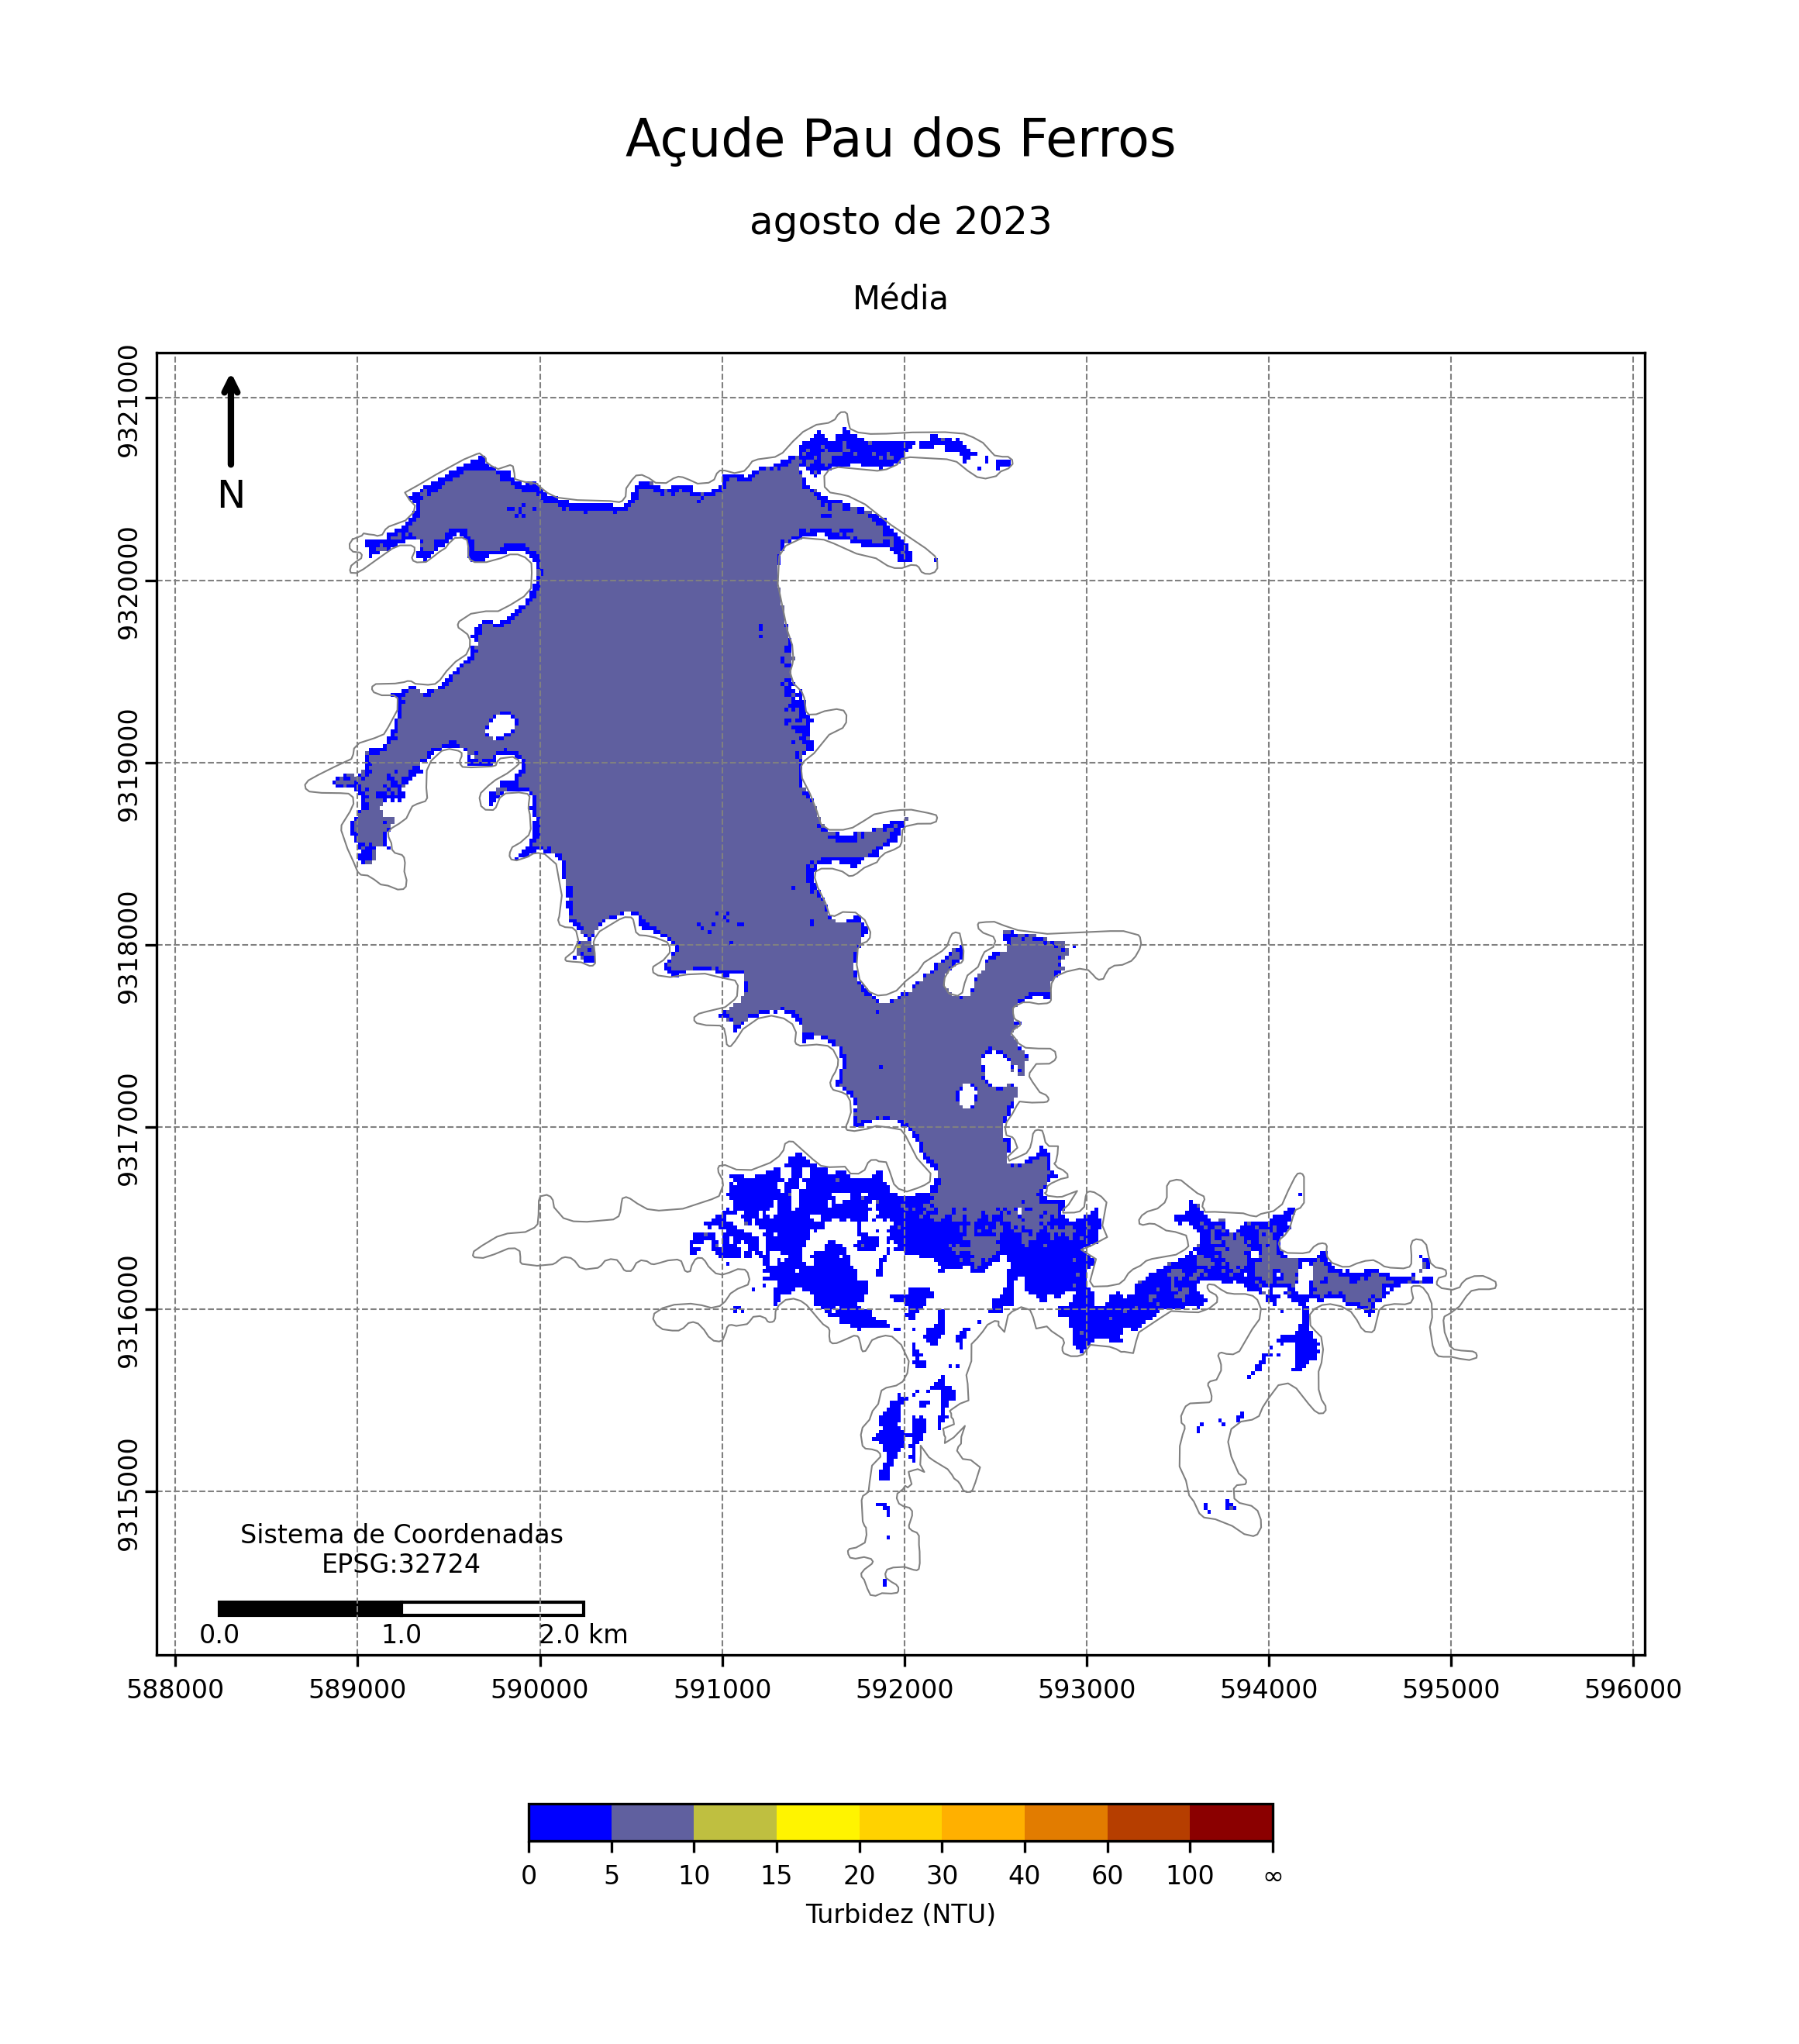 Açude Pau dos Ferros
agosto de 2023
Média
9321000
9320000
9319000
9318000
9317000
9316000
9315000
N
Sistema de Coordenadas
EPSG:32724
0.0 1.0 2.0 km
588000 589000 590000 591000 592000 593000 594000 595000 596000
0 5 10 15 20 30 40 60 100 ∞
Turbidez (NTU)